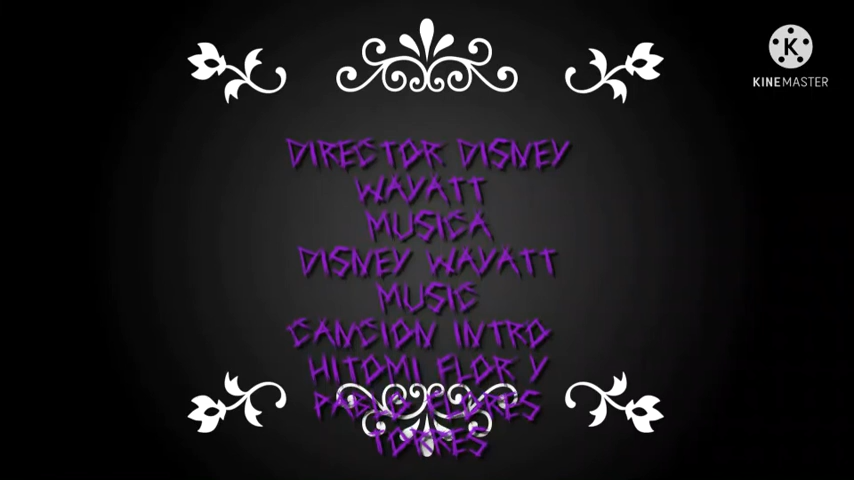 KINEMASTER
DIRECTOR DISNEY
WAYATT
MUSICA
DISNEY WAYATT
MUSIC
CANCION INTRO
HITOMI FLOR Y
PABLO FLORES
TORRES